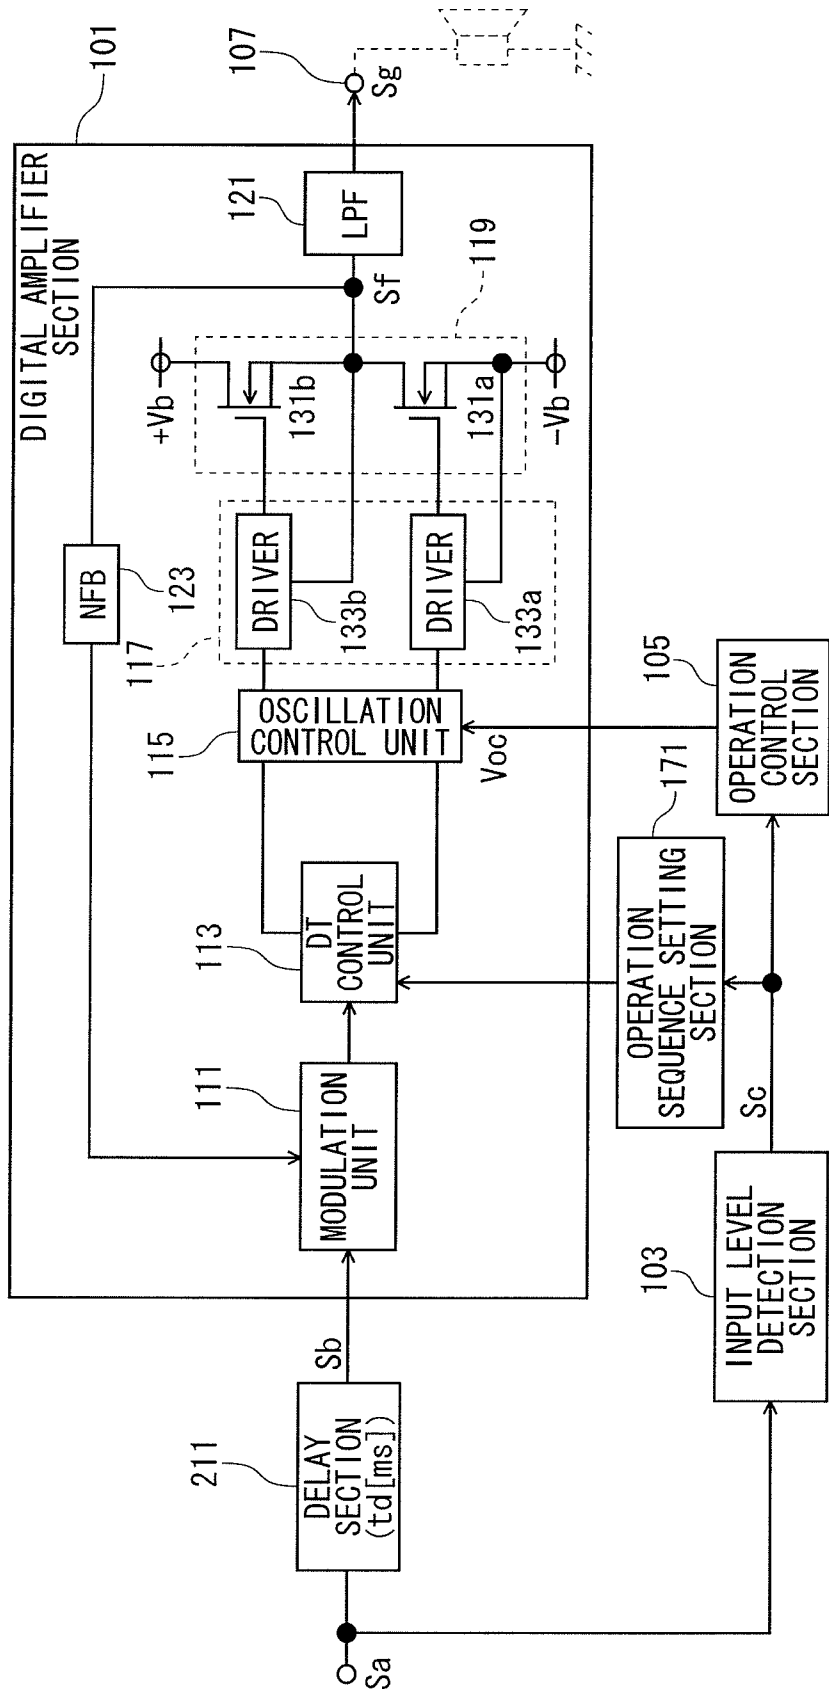 DIGITAL AMPLIFIER
SECTION
101
107
Sg
121
LPF
Sf
119
+Vb
131b
131a
-Vb
NFB
123
117
DRIVER
133b
DRIVER
133a
115
OSCILLATION
CONTROL UNIT
Voc
113
DT
CONTROL
UNIT
111
MODULATION
UNIT
Sb
211
DELAY
SECTION
(td[ms])
Sa
103
INPUT LEVEL
DETECTION
SECTION
Sc
171
OPERATION
SEQUENCE SETTING
SECTION
105
OPERATION
CONTROL
SECTION